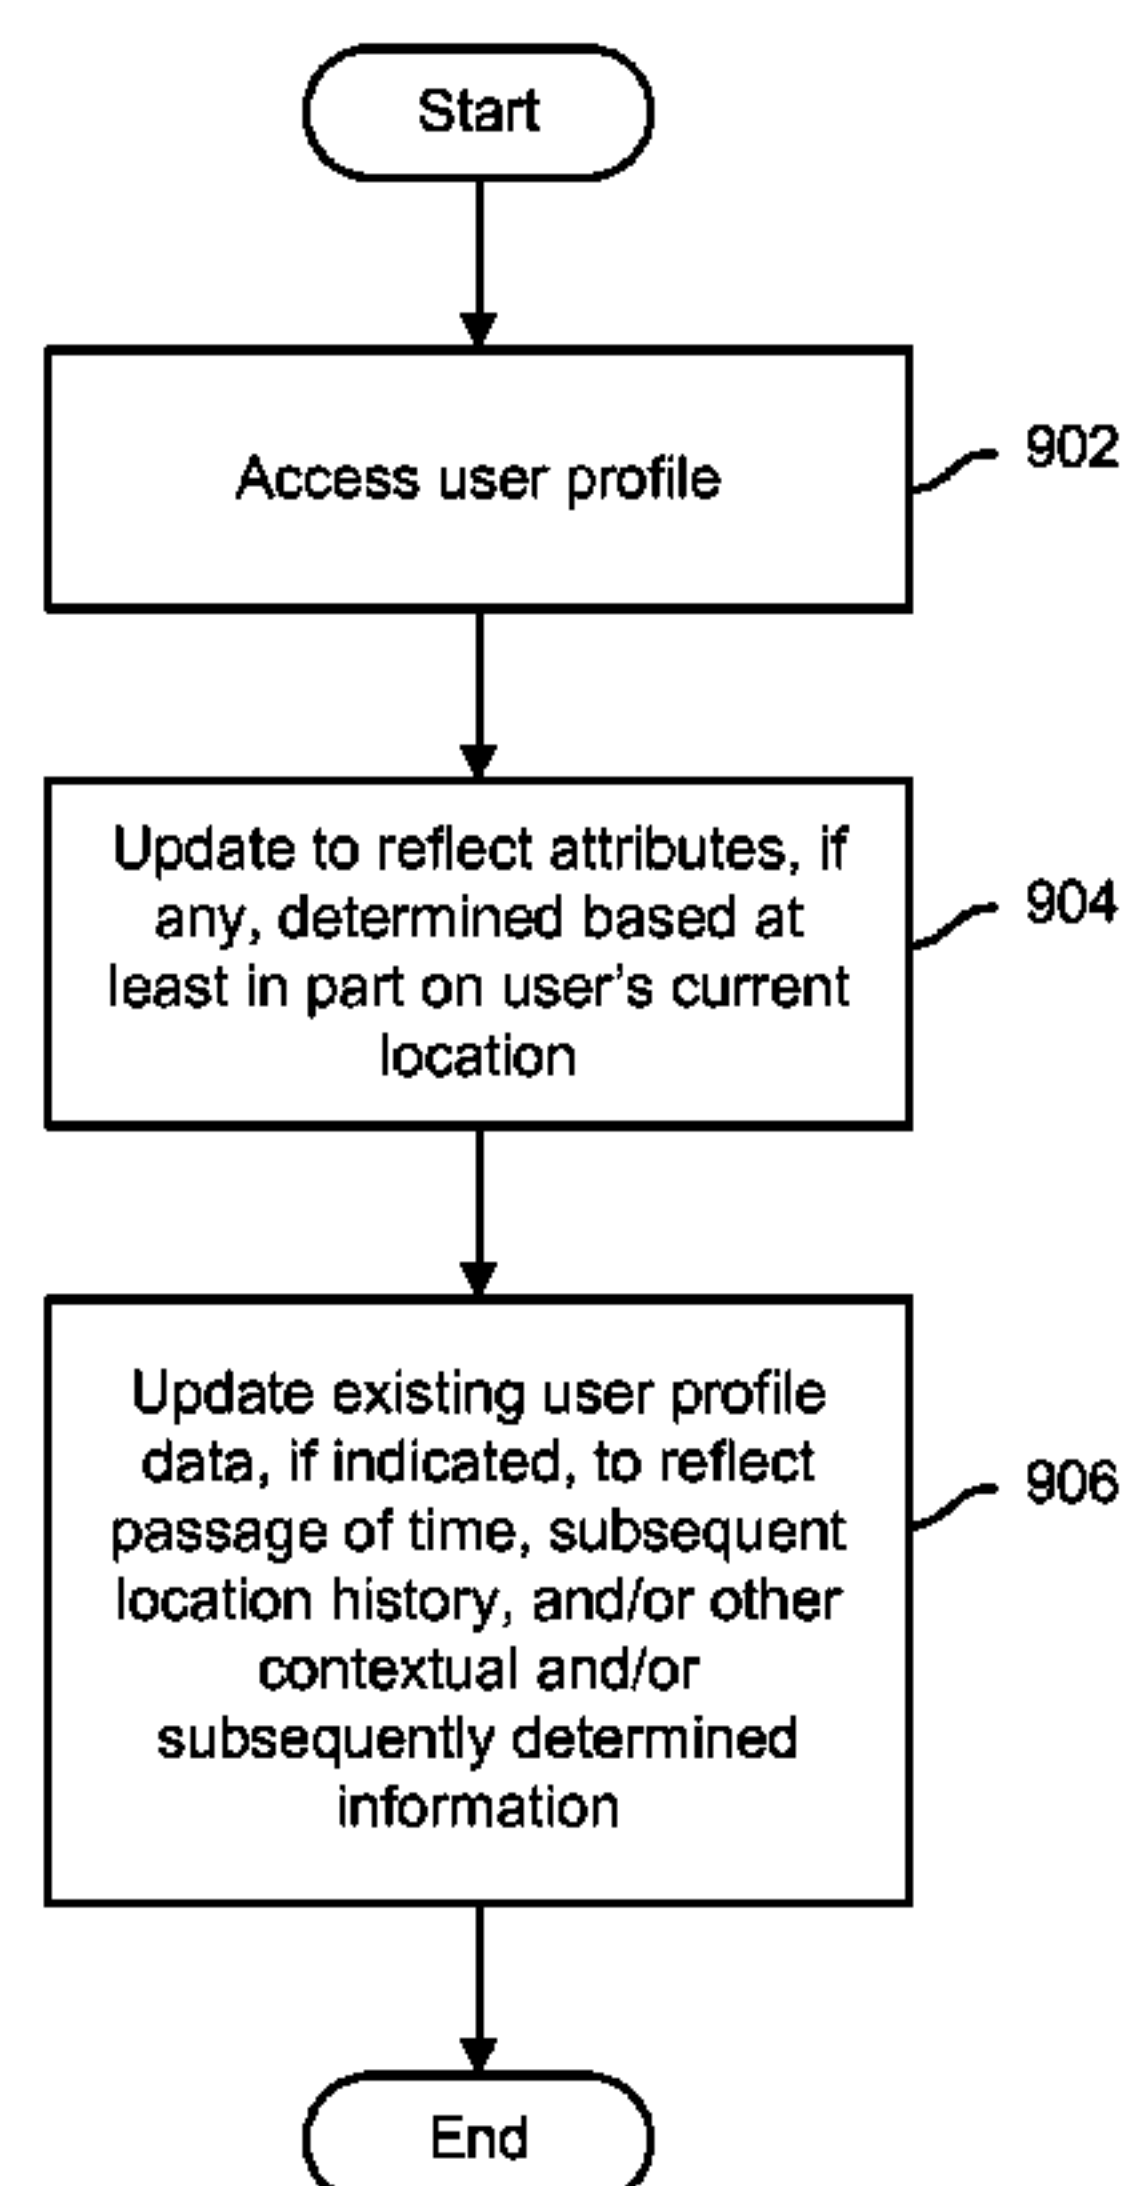 Start
Access user profile
902
Update to reflect attributes, if
any, determined based at
least in part on user's current
location
904
Update existing user profile
data, if indicated, to reflect
passage of time, subsequent
location history, and/or other
contextual and/or
subsequently determined
information
906
End